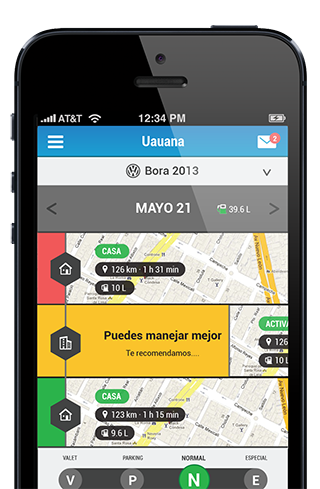 AT&T 12:34 PM
Uauana 2
Bora 2013
< MAYO 21 39.6 L >
CASA
126 km · 1 h 31 min
10 L
Puedes manejar mejor
Te recomendamos....
ACTIV
126
10 L
CASA
123 km · 1 h 15 min
9.6 L
VALET PARKING NORMAL ESPECIAL
V P N E